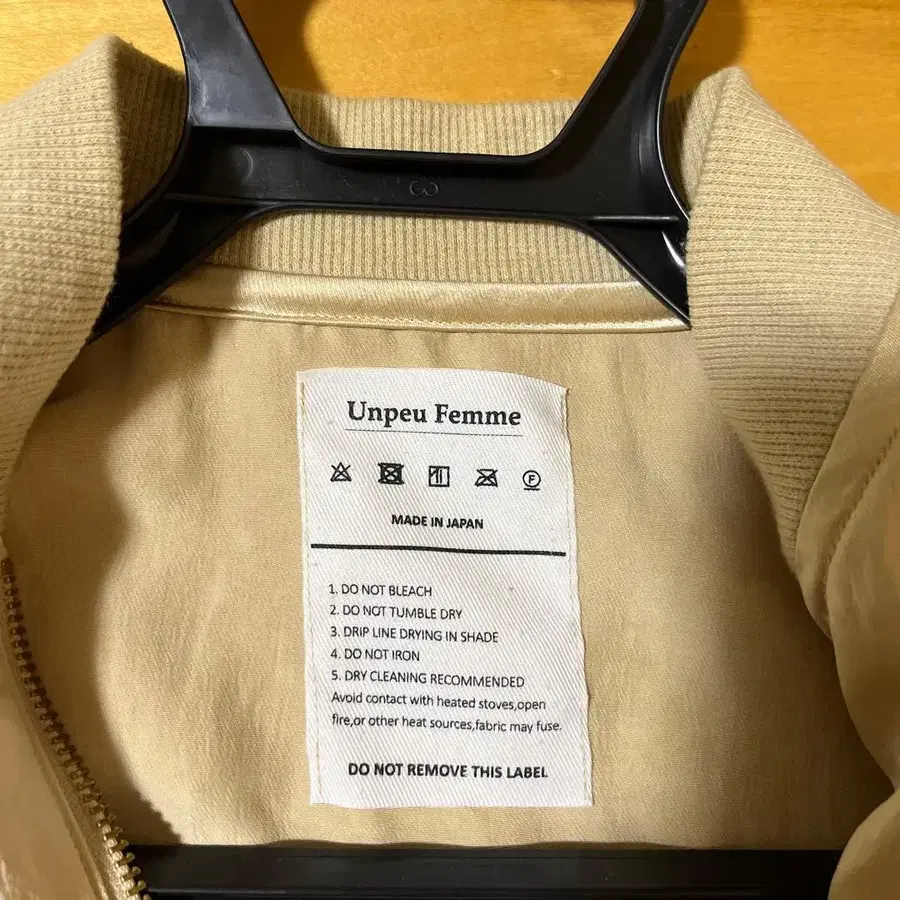 Unpeu Femme
F
MADE IN JAPAN
1. DO NOT BLEACH
2. DO NOT TUMBLE DRY
3. DRIP LINE DRYING IN SHADE
4. DO NOT IRON
5. DRY CLEANING RECOMMENDED
Avoid contact with heated stoves,open
fire,or other heat sources,fabric may fuse.
DO NOT REMOVE THIS LABEL